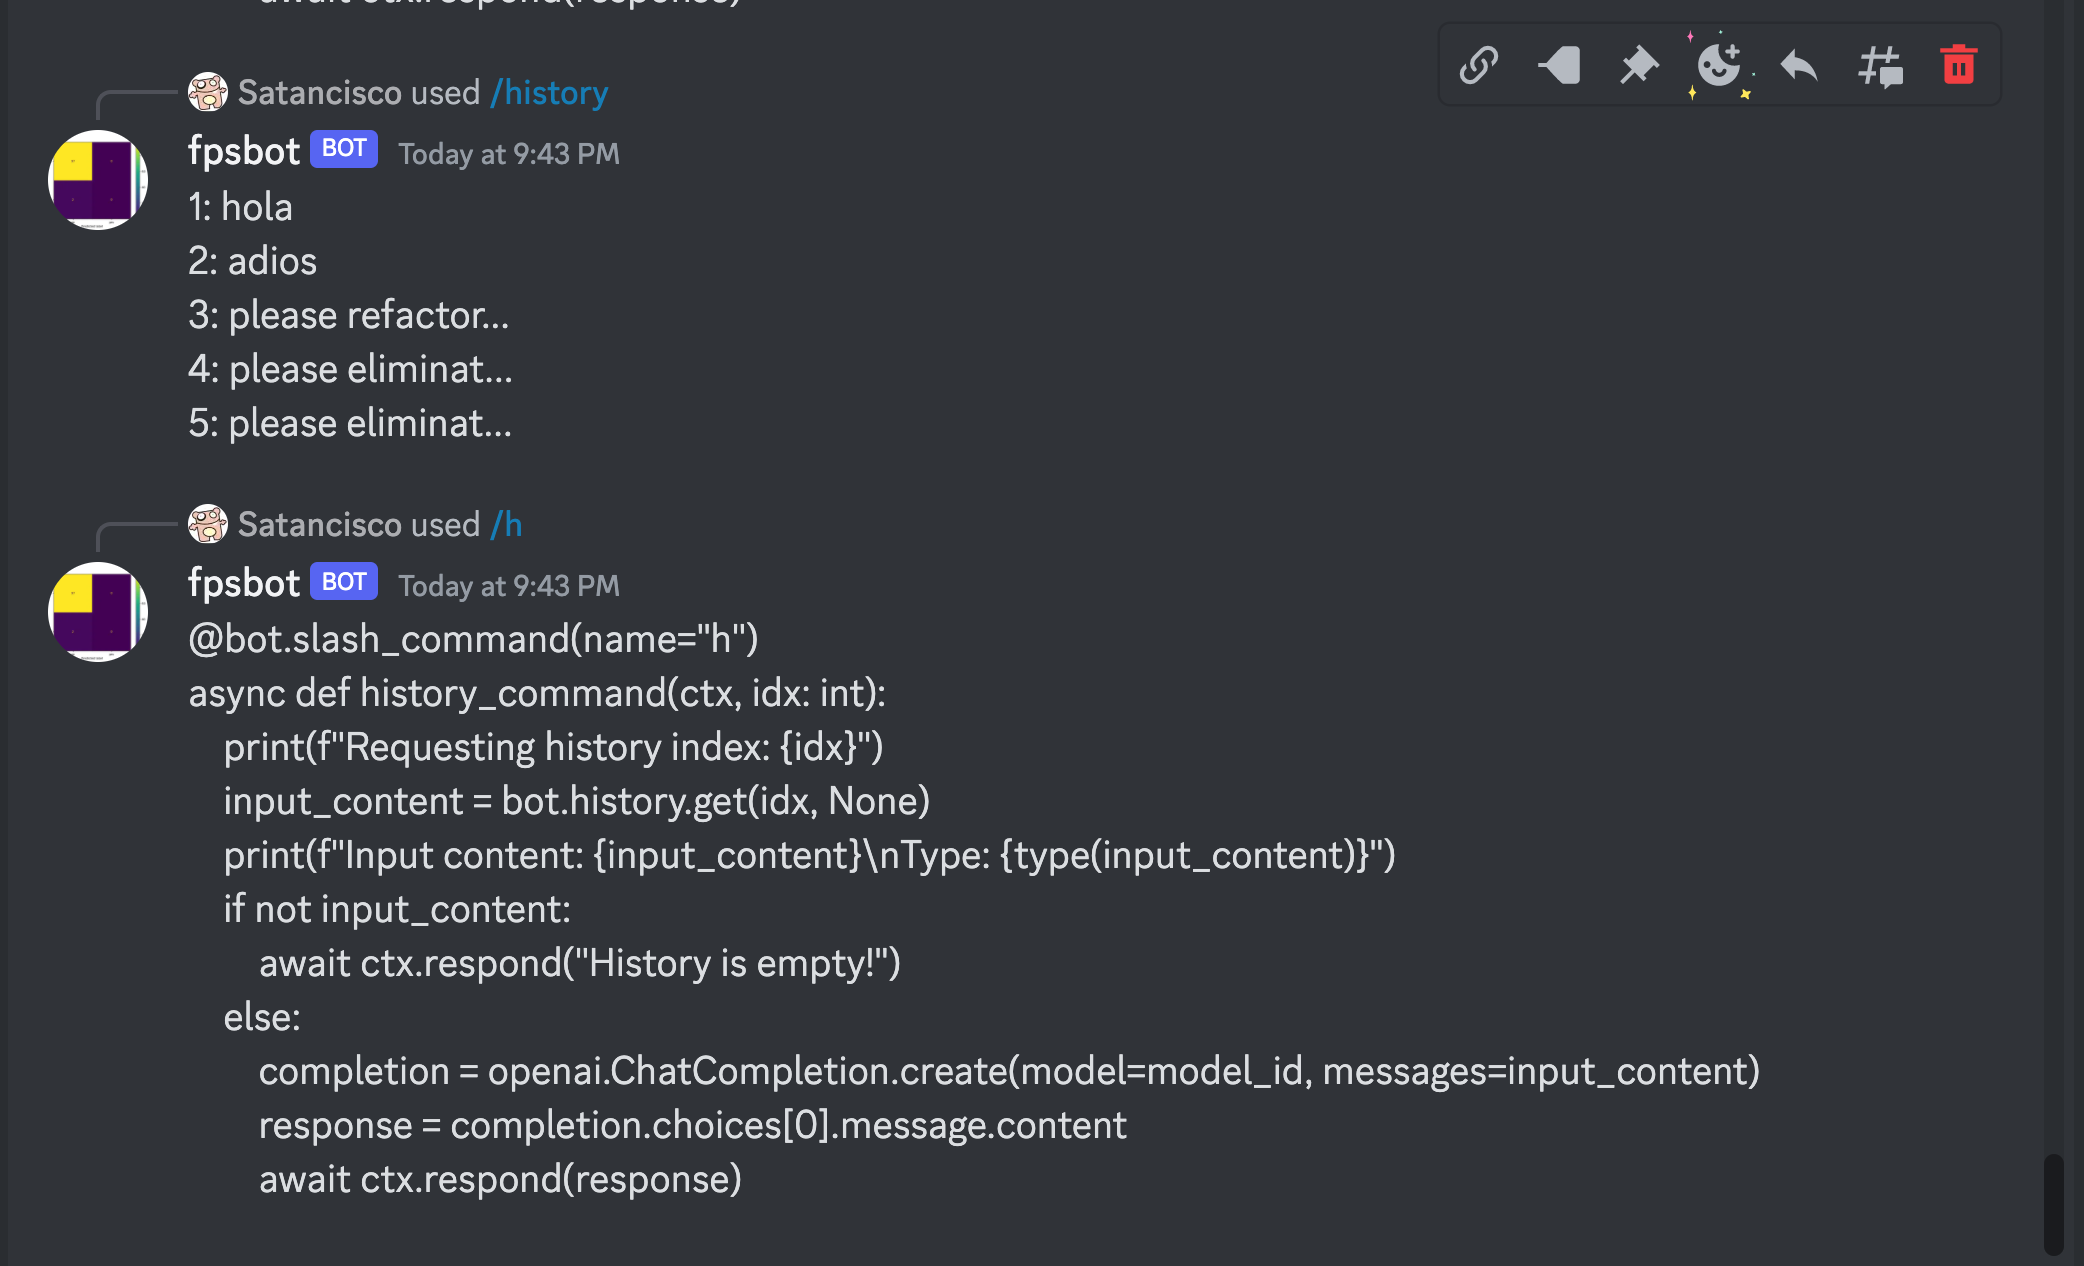 await ctx.respond(response)
Satancisco used /history
fpsbot BOT Today at 9:43 PM
1: hola
2: adios
3: please refactor...
4: please eliminat...
5: please eliminat...
Satancisco used /h
fpsbot BOT Today at 9:43 PM
@bot.slash_command(name="h")
async def history_command(ctx, idx: int):
    print(f"Requesting history index: {idx}")
    input_content = bot.history.get(idx, None)
    print(f"Input content: {input_content}\nType: {type(input_content)}")
    if not input_content:
        await ctx.respond("History is empty!")
    else:
        completion = openai.ChatCompletion.create(model=model_id, messages=input_content)
        response = completion.choices[0].message.content
        await ctx.respond(response)